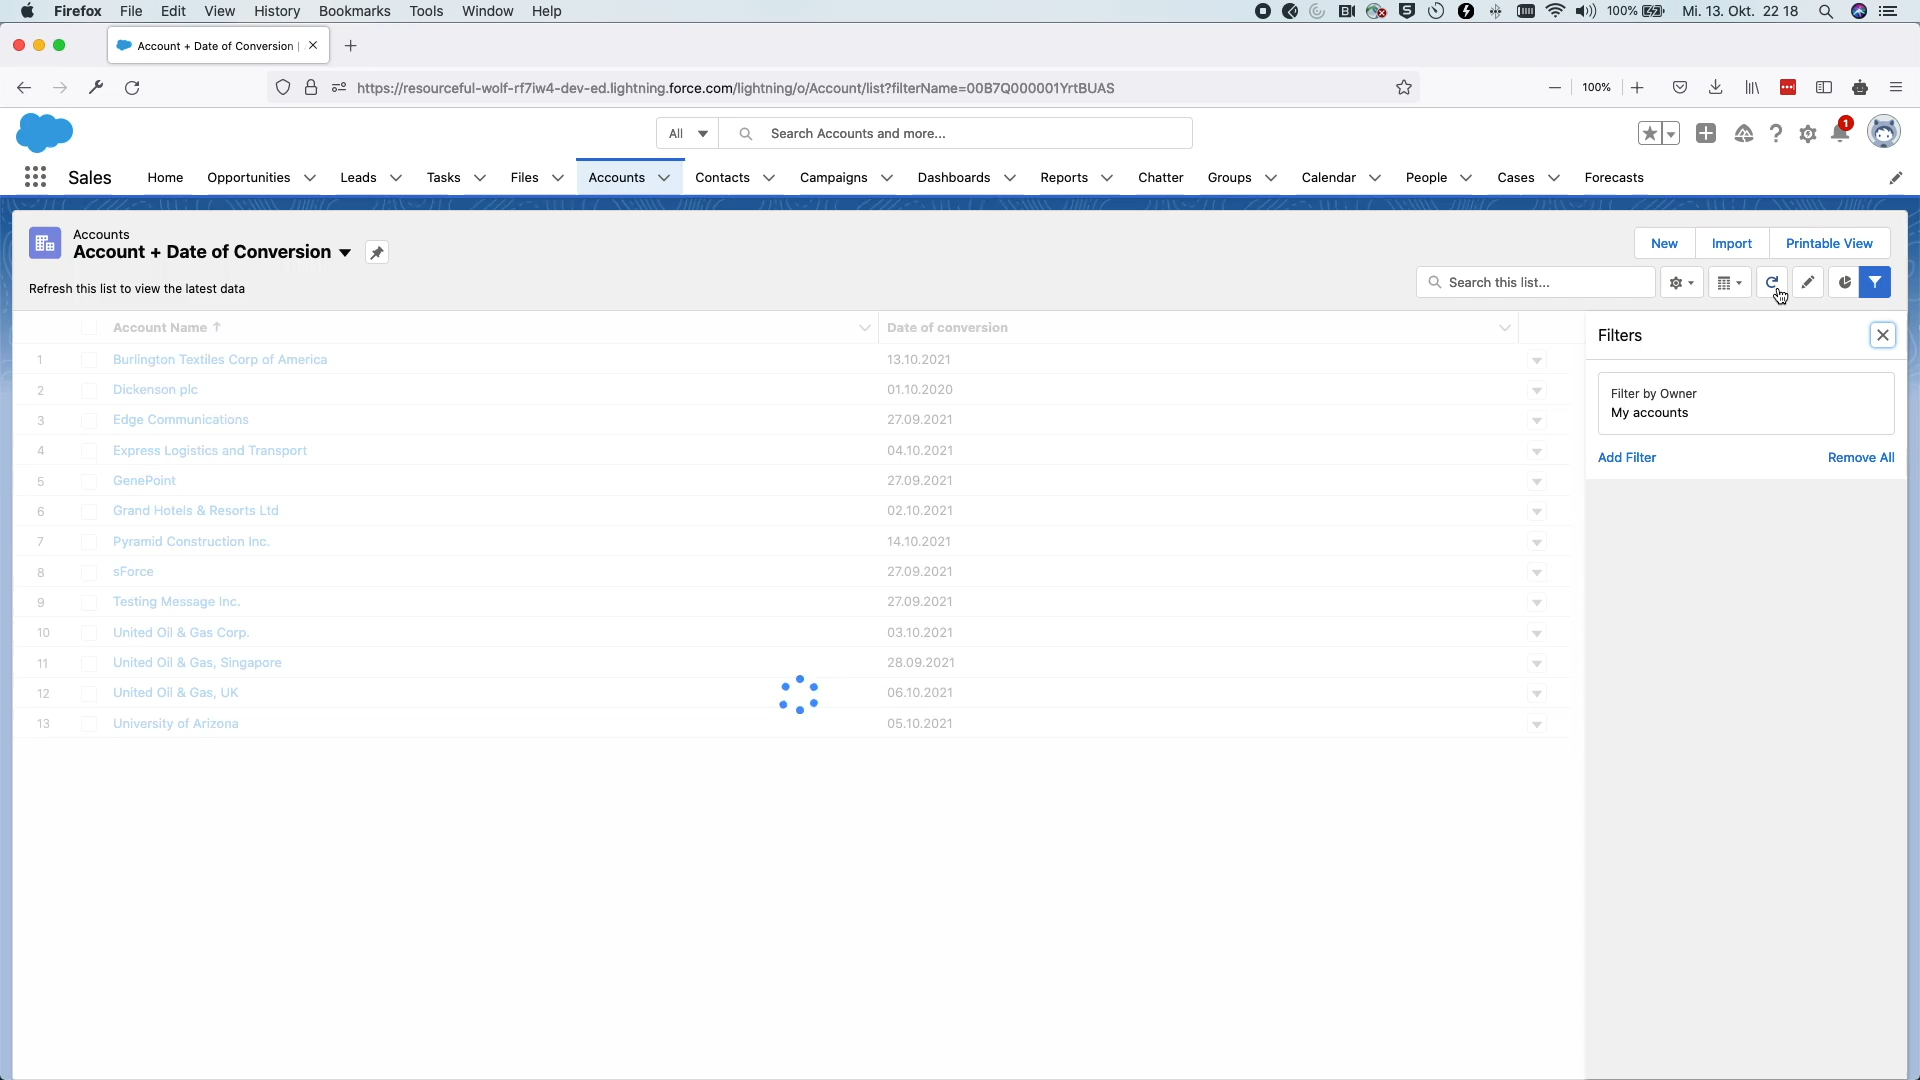 Firefox File Edit View History Bookmarks Tools Window Help 100% Mi. 13. Okt. 22 18
Account + Date of Conversion |
https://resourceful-wolf-rf7iw4-dev-ed.lightning.force.com/lightning/o/Account/list?filterName=00B7Q000001YrtBUAS 100%
All Search Accounts and more... 1
Sales Home Opportunities Leads Tasks Files Accounts Contacts Campaigns Dashboards Reports Chatter Groups Calendar People Cases Forecasts
Accounts
Account + Date of Conversion
New Import Printable View
Refresh this list to view the latest data
Search this list...
Account Name Date of conversion
1 Burlington Textiles Corp of America 13.10.2021
2 Dickenson plc 01.10.2020
3 Edge Communications 27.09.2021
4 Express Logistics and Transport 04.10.2021
5 GenePoint 27.09.2021
6 Grand Hotels & Resorts Ltd 02.10.2021
7 Pyramid Construction Inc. 14.10.2021
8 sForce 27.09.2021
9 Testing Message Inc. 27.09.2021
10 United Oil & Gas Corp. 03.10.2021
11 United Oil & Gas, Singapore 28.09.2021
12 United Oil & Gas, UK 06.10.2021
13 University of Arizona 05.10.2021
Filters
Filter by Owner
My accounts
Add Filter Remove All